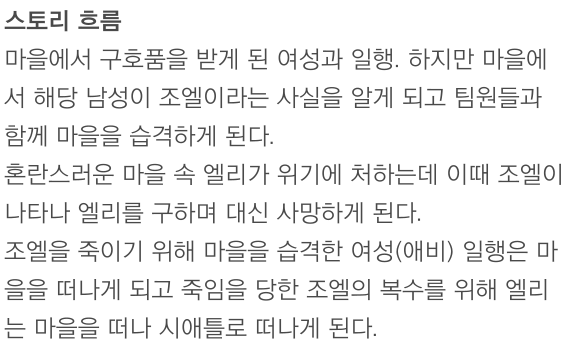 스토리 흐름
마을에서 구호품을 받게 된 여성과 일행. 하지만 마을에
서 해당 남성이 조엘이라는 사실을 알게 되고 팀원들과
함께 마을을 습격하게 된다.
혼란스러운 마을 속 엘리가 위기에 처하는데 이때 조엘이
나타나 엘리를 구하며 대신 사망하게 된다.
조엘을 죽이기 위해 마을을 습격한 여성(애비) 일행은 마
을을 떠나게 되고 죽임을 당한 조엘의 복수를 위해 엘리
는 마을을 떠나 시애틀로 떠나게 된다.